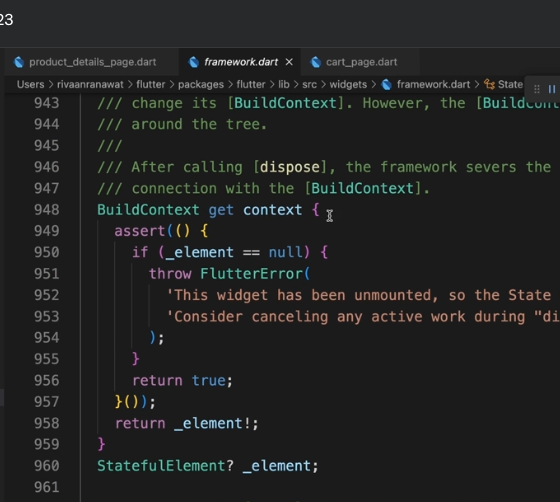 23
product_details_page.dart framework.dart × cart_page.dart
Users > rivaanranawat > flutter > packages > flutter > lib > src > widgets > framework.dart > State
943 /// change its [BuildContext]. However, the [BuildCont
944 /// around the tree.
945 ///
946 /// After calling [dispose], the framework severs the
947 /// connection with the [BuildContext].
948 BuildContext get context {
949 assert(() {
950 if (_element == null) {
951 throw FlutterError(
952 'This widget has been unmounted, so the State
953 'Consider canceling any active work during "di
954 );
955 }
956 return true;
957 }());
958 return _element!;
959 }
960 StatefulElement? _element;
961